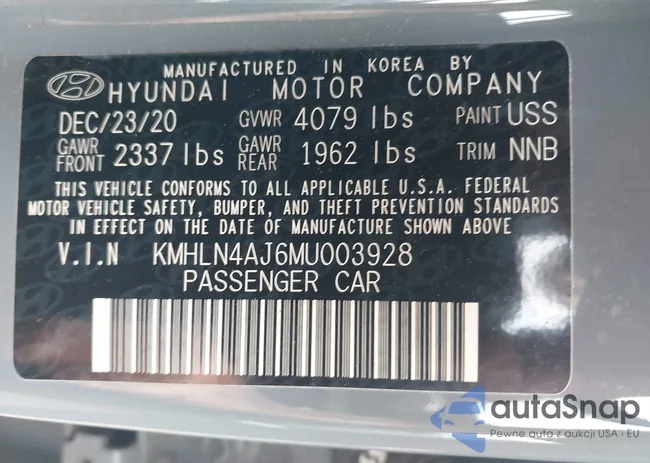 MANUFACTURED IN KOREA BY
HYUNDAI MOTOR COMPANY
DEC/23/20 GVWR 4079 lbs PAINT USS
GAWR FRONT 2337 lbs GAWR REAR 1962 lbs TRIM NNB
THIS VEHICLE CONFORMS TO ALL APPLICABLE U.S.A. FEDERAL
MOTOR VEHICLE SAFETY, BUMPER, AND THEFT PREVENTION STANDARDS
IN EFFECT ON THE DATE OF MANUFACTURE SHOWN ABOVE
V.I.N KMHLN4AJ6MU003928
PASSENGER CAR
autaSnap
Pewne auto z aukcji USA i EU